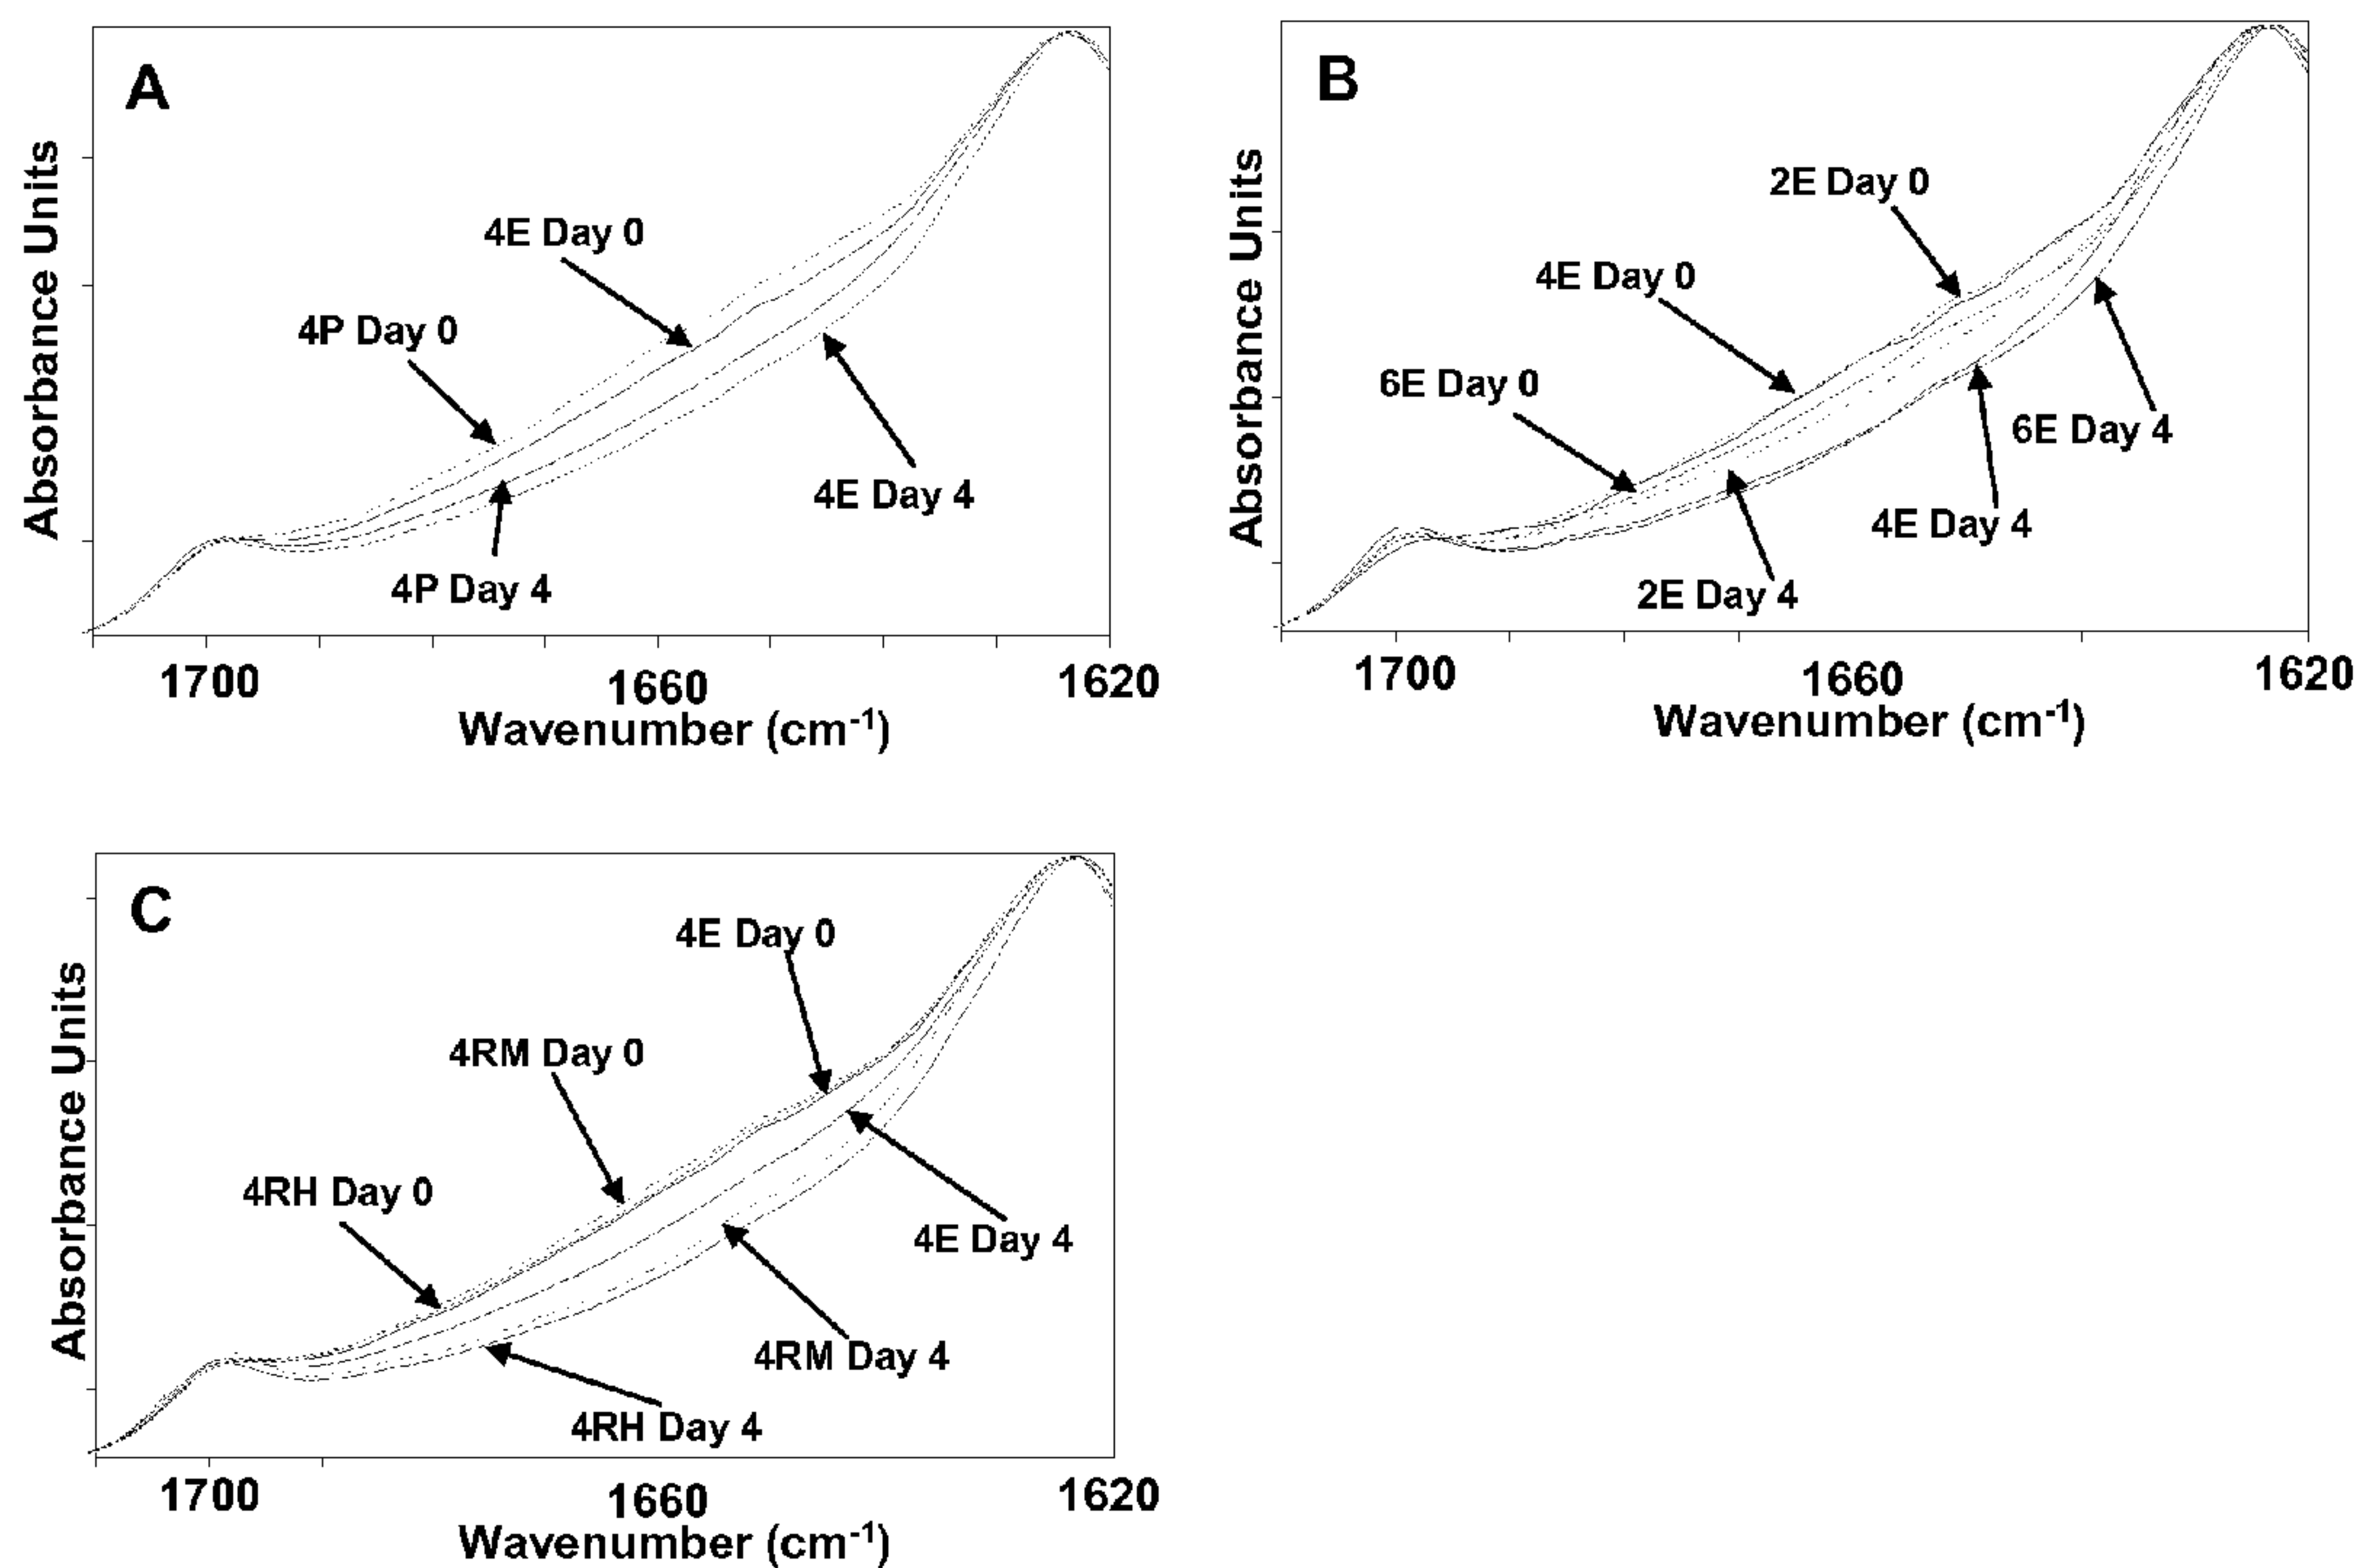 A
Absorbance Units
4E Day 0
4P Day 0
4E Day 4
4P Day 4
1700
1660
1620
Wavenumber (cm-1)
B
Absorbance Units
2E Day 0
4E Day 0
6E Day 0
6E Day 4
4E Day 4
2E Day 4
1700
1660
1620
Wavenumber (cm-1)
C
Absorbance Units
4E Day 0
4RM Day 0
4RH Day 0
4E Day 4
4RM Day 4
4RH Day 4
1700
1660
1620
Wavenumber (cm-1)